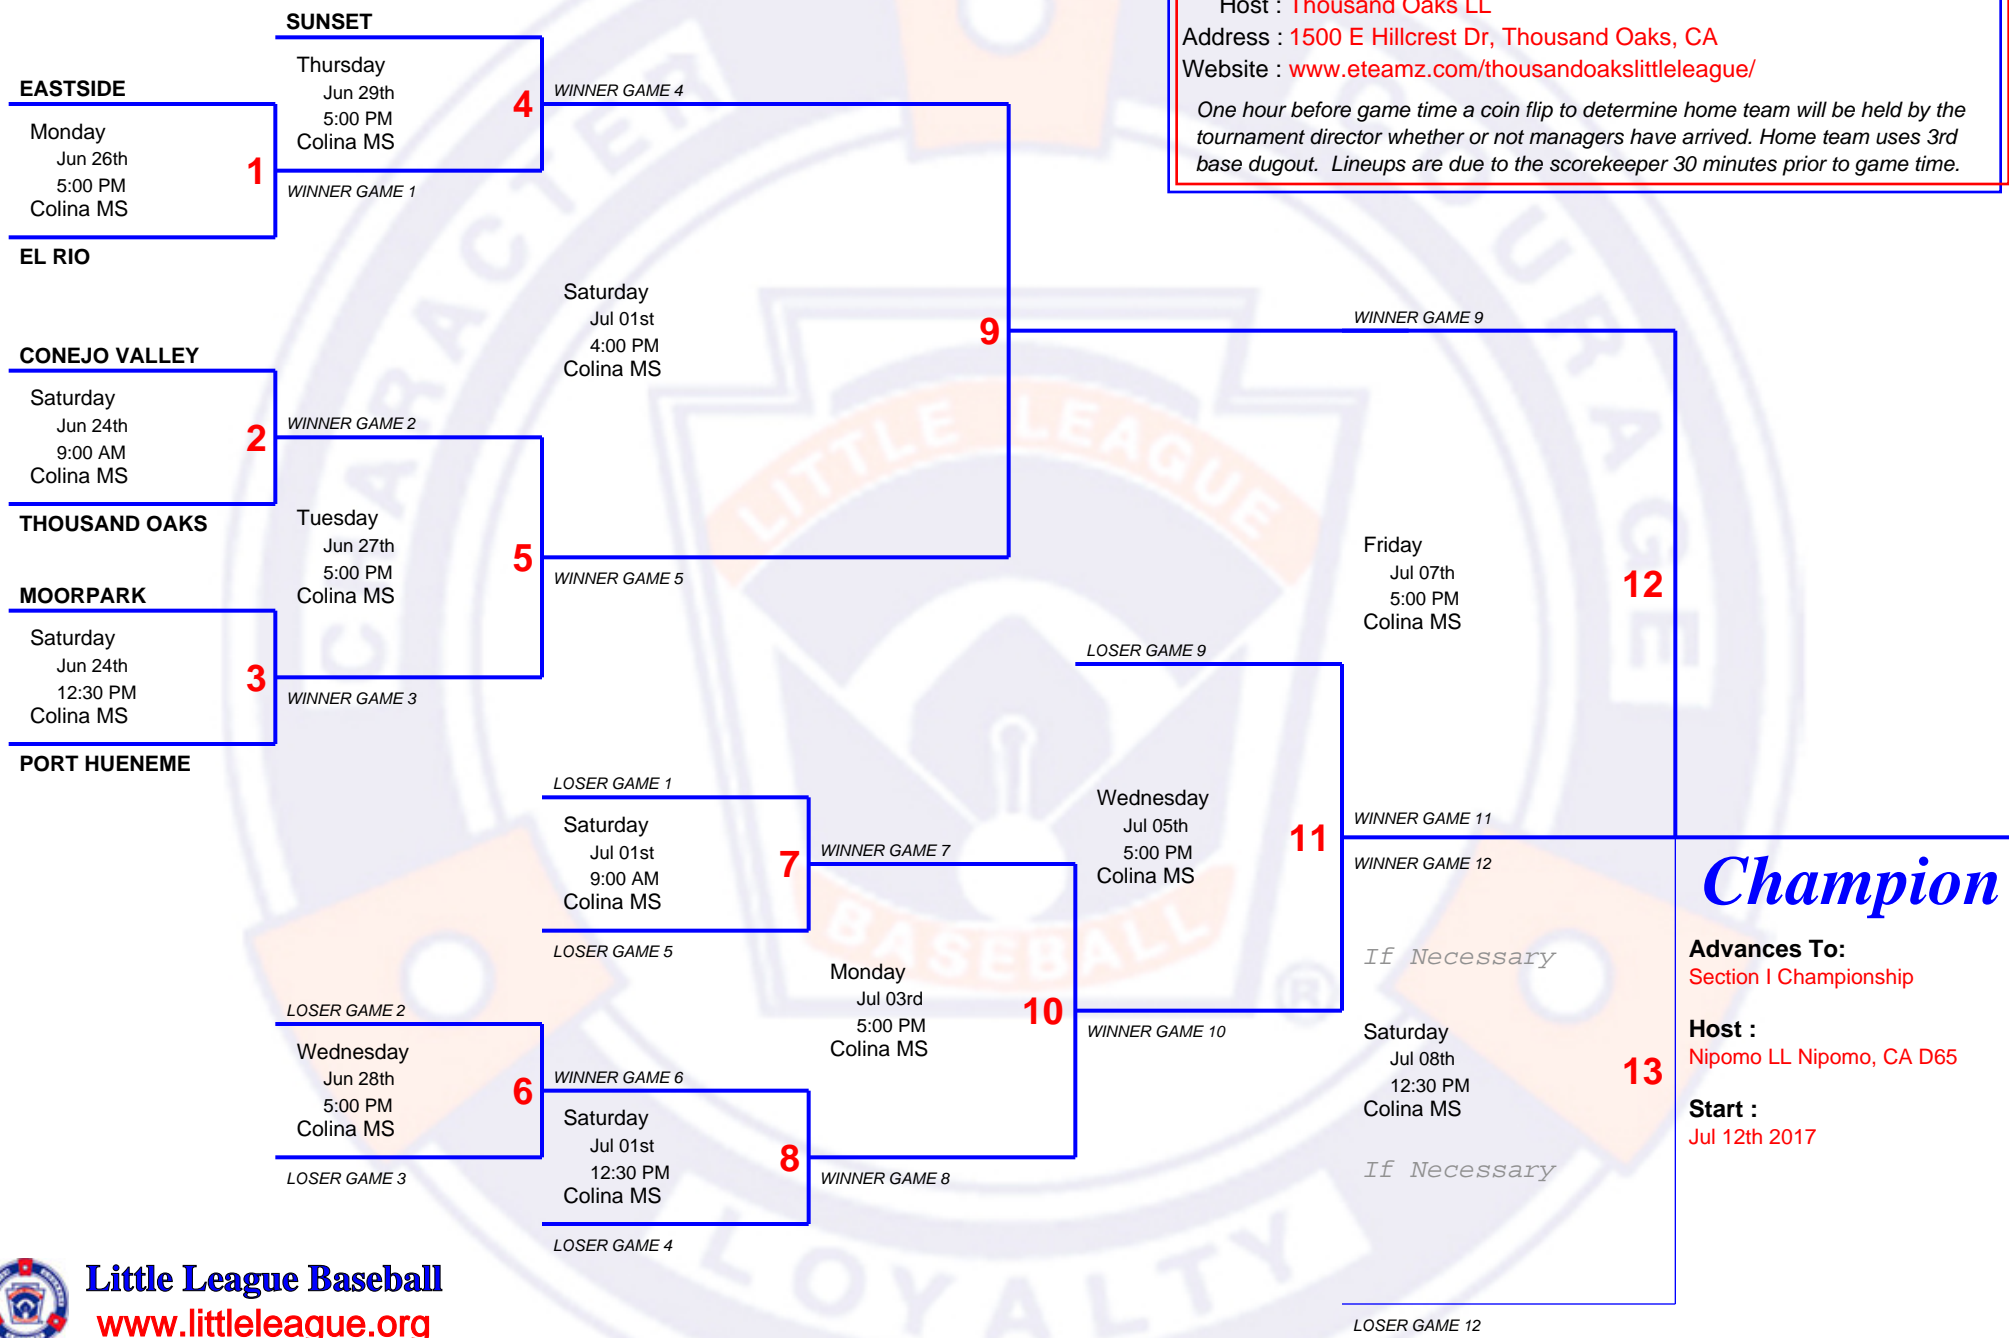 Host : Thousand Oaks LL
Address : 1500 E Hillcrest Dr, Thousand Oaks, CA
Website : www.eteamz.com/thousandoakslittleleague/
One hour before game time a coin flip to determine home team will be held by the
tournament director whether or not managers have arrived. Home team uses 3rd
base dugout. Lineups are due to the scorekeeper 30 minutes prior to game time.
SUNSET
Thursday
Jun 29th
5:00 PM
Colina MS
4
WINNER GAME 4
EASTSIDE
Monday
Jun 26th
5:00 PM
Colina MS
1
WINNER GAME 1
EL RIO
Saturday
Jul 01st
4:00 PM
Colina MS
9
WINNER GAME 9
CONEJO VALLEY
Saturday
Jun 24th
9:00 AM
Colina MS
2
WINNER GAME 2
THOUSAND OAKS
Tuesday
Jun 27th
5:00 PM
Colina MS
5
WINNER GAME 5
MOORPARK
Saturday
Jun 24th
12:30 PM
Colina MS
3
WINNER GAME 3
PORT HUENEME
Friday
Jul 07th
5:00 PM
Colina MS
12
LOSER GAME 9
LOSER GAME 1
Saturday
Jul 01st
9:00 AM
Colina MS
7
WINNER GAME 7
LOSER GAME 5
Wednesday
Jul 05th
5:00 PM
Colina MS
11
WINNER GAME 11
WINNER GAME 12
Monday
Jul 03rd
5:00 PM
Colina MS
10
WINNER GAME 10
LOSER GAME 2
Wednesday
Jun 28th
5:00 PM
Colina MS
6
WINNER GAME 6
LOSER GAME 3
Saturday
Jul 01st
12:30 PM
Colina MS
8
WINNER GAME 8
LOSER GAME 4
If Necessary
Saturday
Jul 08th
12:30 PM
Colina MS
13
If Necessary
LOSER GAME 12
Champion
Advances To:
Section I Championship
Host :
Nipomo LL Nipomo, CA D65
Start :
Jul 12th 2017
CHARACTER
COURAGE
LOYALTY
LITTLE LEAGUE
BASEBALL
®
Little League Baseball
www.littleleague.org